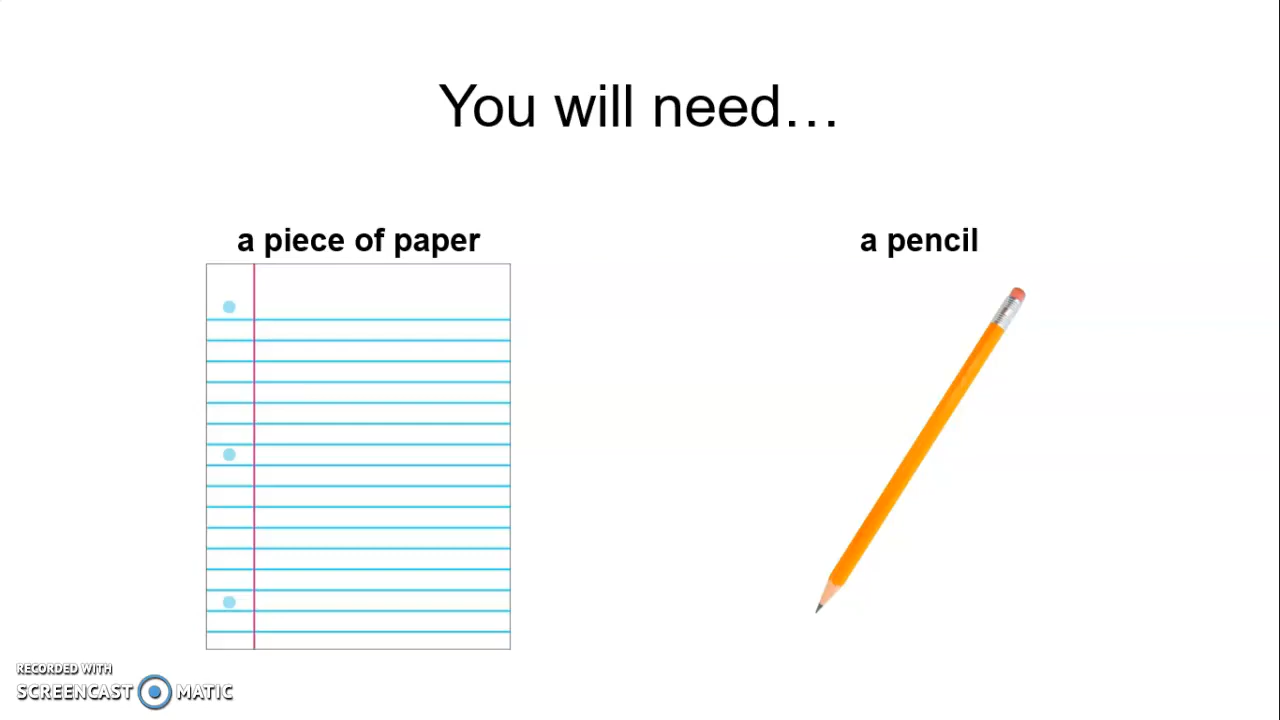 You will need…
a piece of paper
a pencil
RECORDED WITH
SCREENCAST MATIC